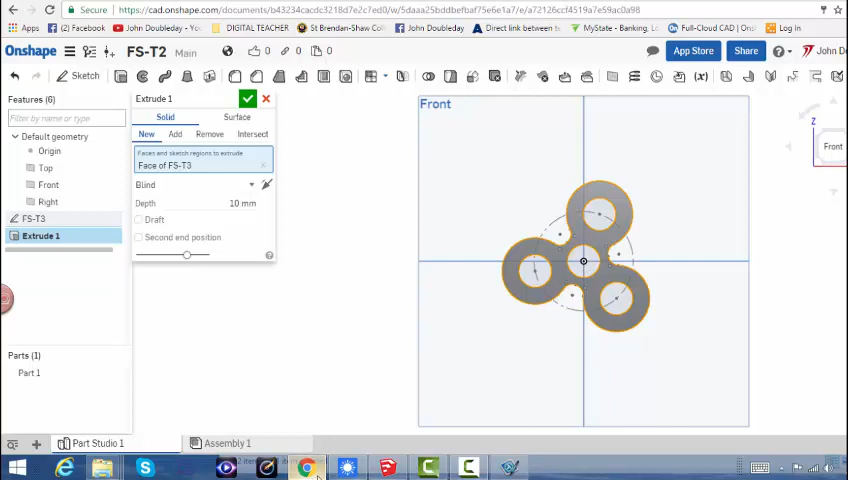 Secure https://cad.onshape.com/documents/b43234cacdc3218d7e2c7ed0/w/5daaa25bddbefbaf75e6e1a7/e/a72126ccf4519a7e59ac0a98
Apps Bookmarks [2] Facebook YouTube DIGITAL TEACHER St Brendan-Shaw Coll John Doubleday Direct link between t MyState - Banking, Lo Full-Cloud CAD Log In
Onshape FS-T2 Main 0 0 0 App Store Share John Do
Sketch
Features (6)
Filter by name or type
Default geometry
Origin
Top
Front
Right
FS-T3
Extrude 1
Parts (1)
Part 1
Extrude 1
Solid Surface
New Add Remove Intersect
Faces and sketch regions to extrude
Face of FS-T3
Blind
Depth 10 mm
Draft
Second end position
Front
Z
Front
Part Studio 1 Assembly 1